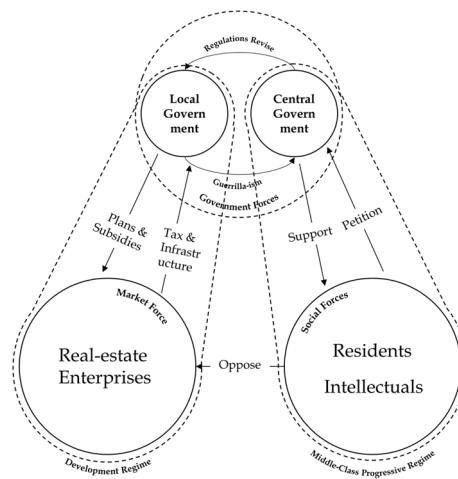 Regulations Revise
Local
Govern
ment
Central
Govern
ment
Guerrilla-ism
Government Forces
Plans &
Subsidies
Tax &
Infrastr
ucture
Support
Petition
Market Force
Social Forces
Real-estate
Enterprises
Oppose
Residents
Intellectuals
Development Regime
Middle-Class Progressive Regime